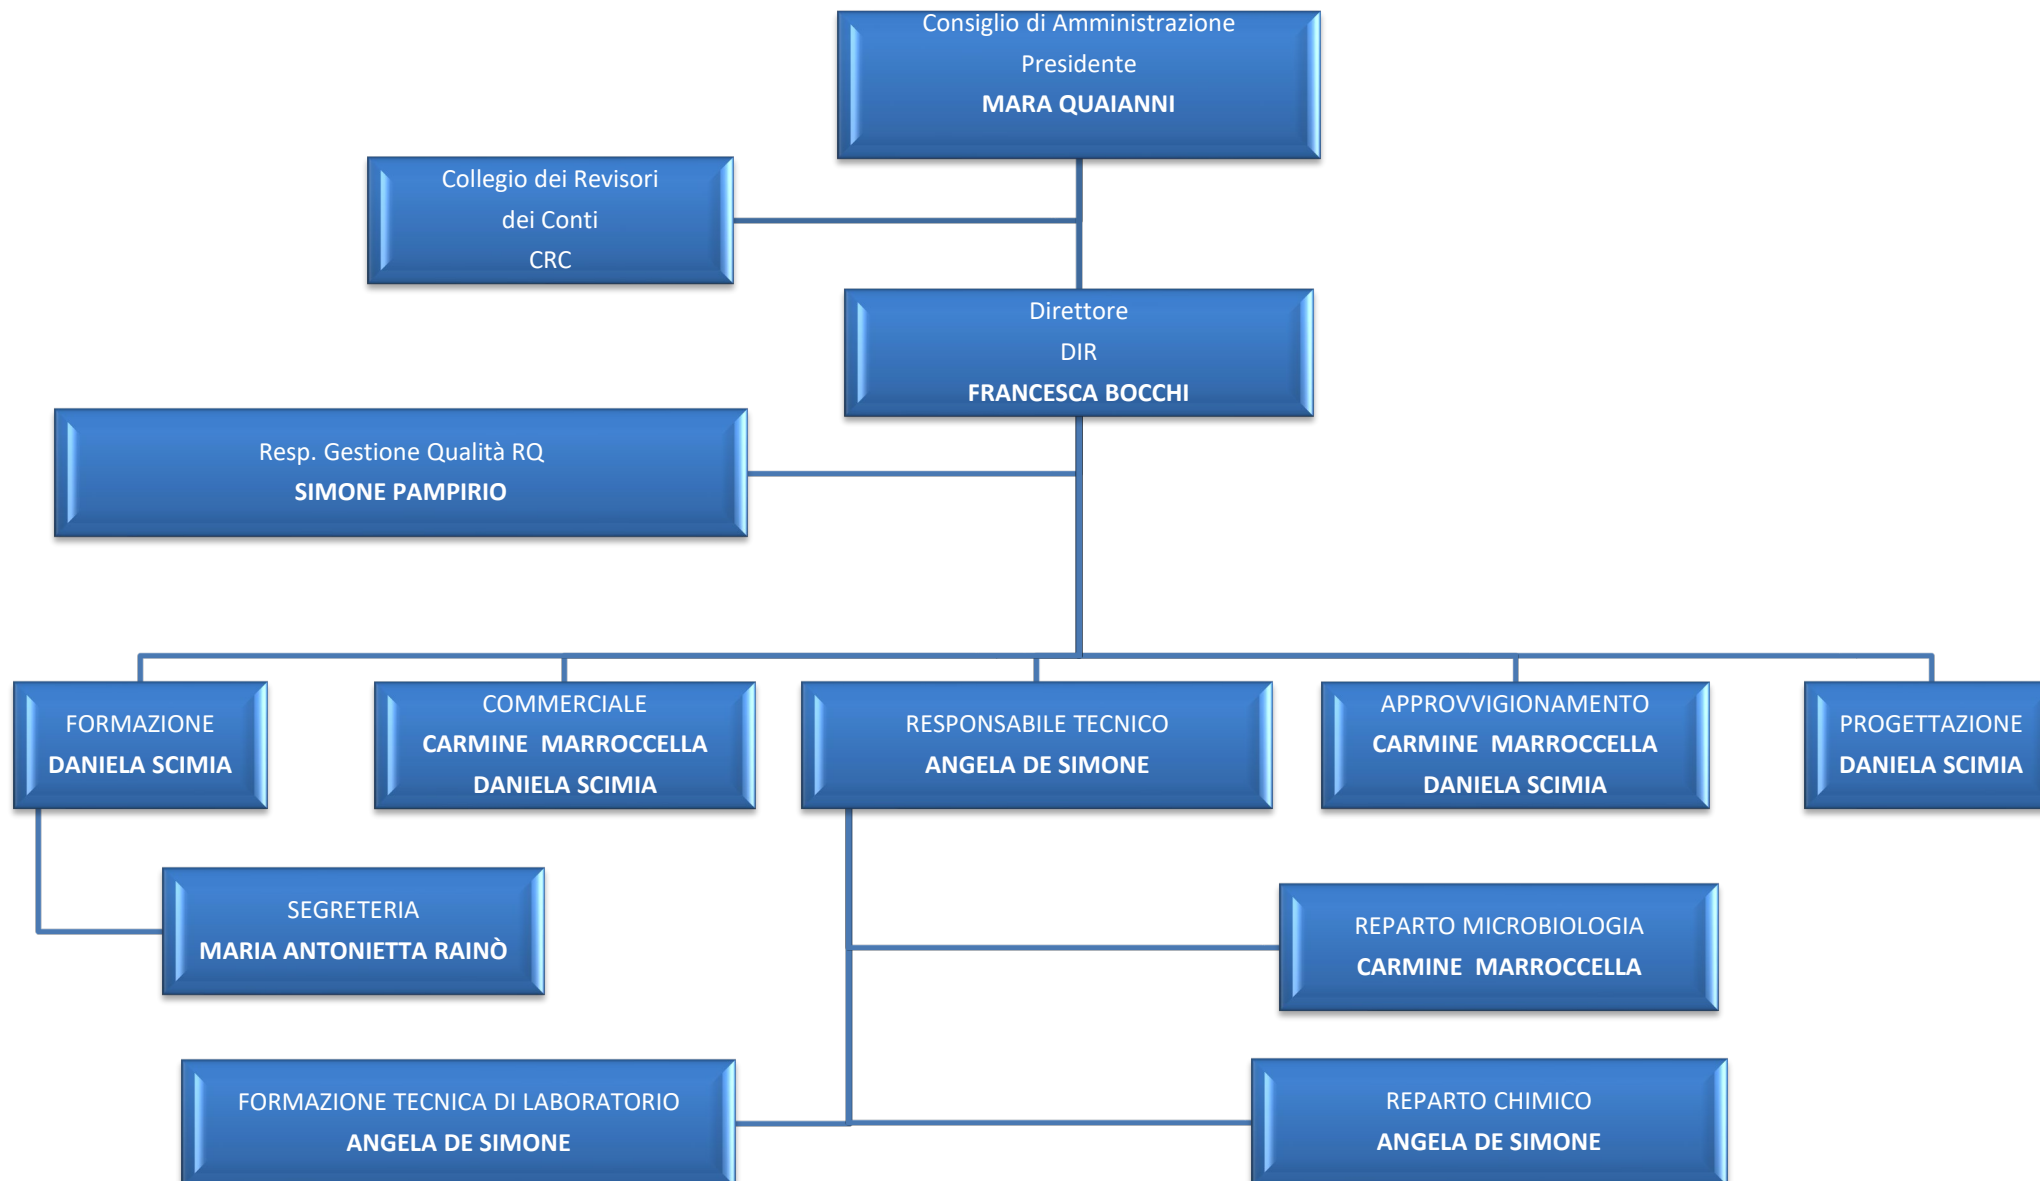 Consiglio di Amministrazione
Presidente
MARA QUAIANNI
Collegio dei Revisori
dei Conti
CRC
Direttore
DIR
FRANCESCA BOCCHI
Resp. Gestione Qualità RQ
SIMONE PAMPIRIO
FORMAZIONE
DANIELA SCIMIA
COMMERCIALE
CARMINE  MARROCCELLA
DANIELA SCIMIA
RESPONSABILE TECNICO
ANGELA DE SIMONE
APPROVVIGIONAMENTO
CARMINE  MARROCCELLA
DANIELA SCIMIA
PROGETTAZIONE
DANIELA SCIMIA
SEGRETERIA
MARIA ANTONIETTA RAINÒ
REPARTO MICROBIOLOGIA
CARMINE  MARROCCELLA
FORMAZIONE TECNICA DI LABORATORIO
ANGELA DE SIMONE
REPARTO CHIMICO
ANGELA DE SIMONE